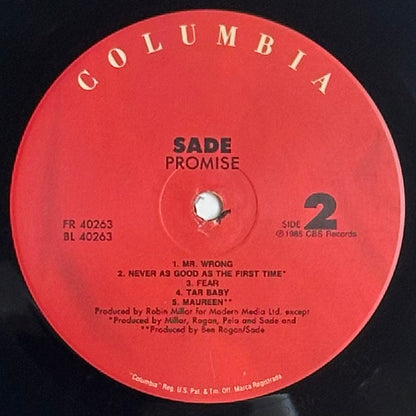 COLUMBIA
SADE
PROMISE
FR 40263
BL 40263
SIDE 2
℗1985 CBS Records
1. MR. WRONG
2. NEVER AS GOOD AS THE FIRST TIME*
3. FEAR
4. TAR BABY
5. MAUREEN**
Produced by Robin Millar for Modern Media Ltd. except
*Produced by Millar, Rogan, Pela and Sade and
**Produced by Ben Rogan/Sade
"Columbia" Reg. U.S. Pat. & Tm. Off. Marca Registrada.